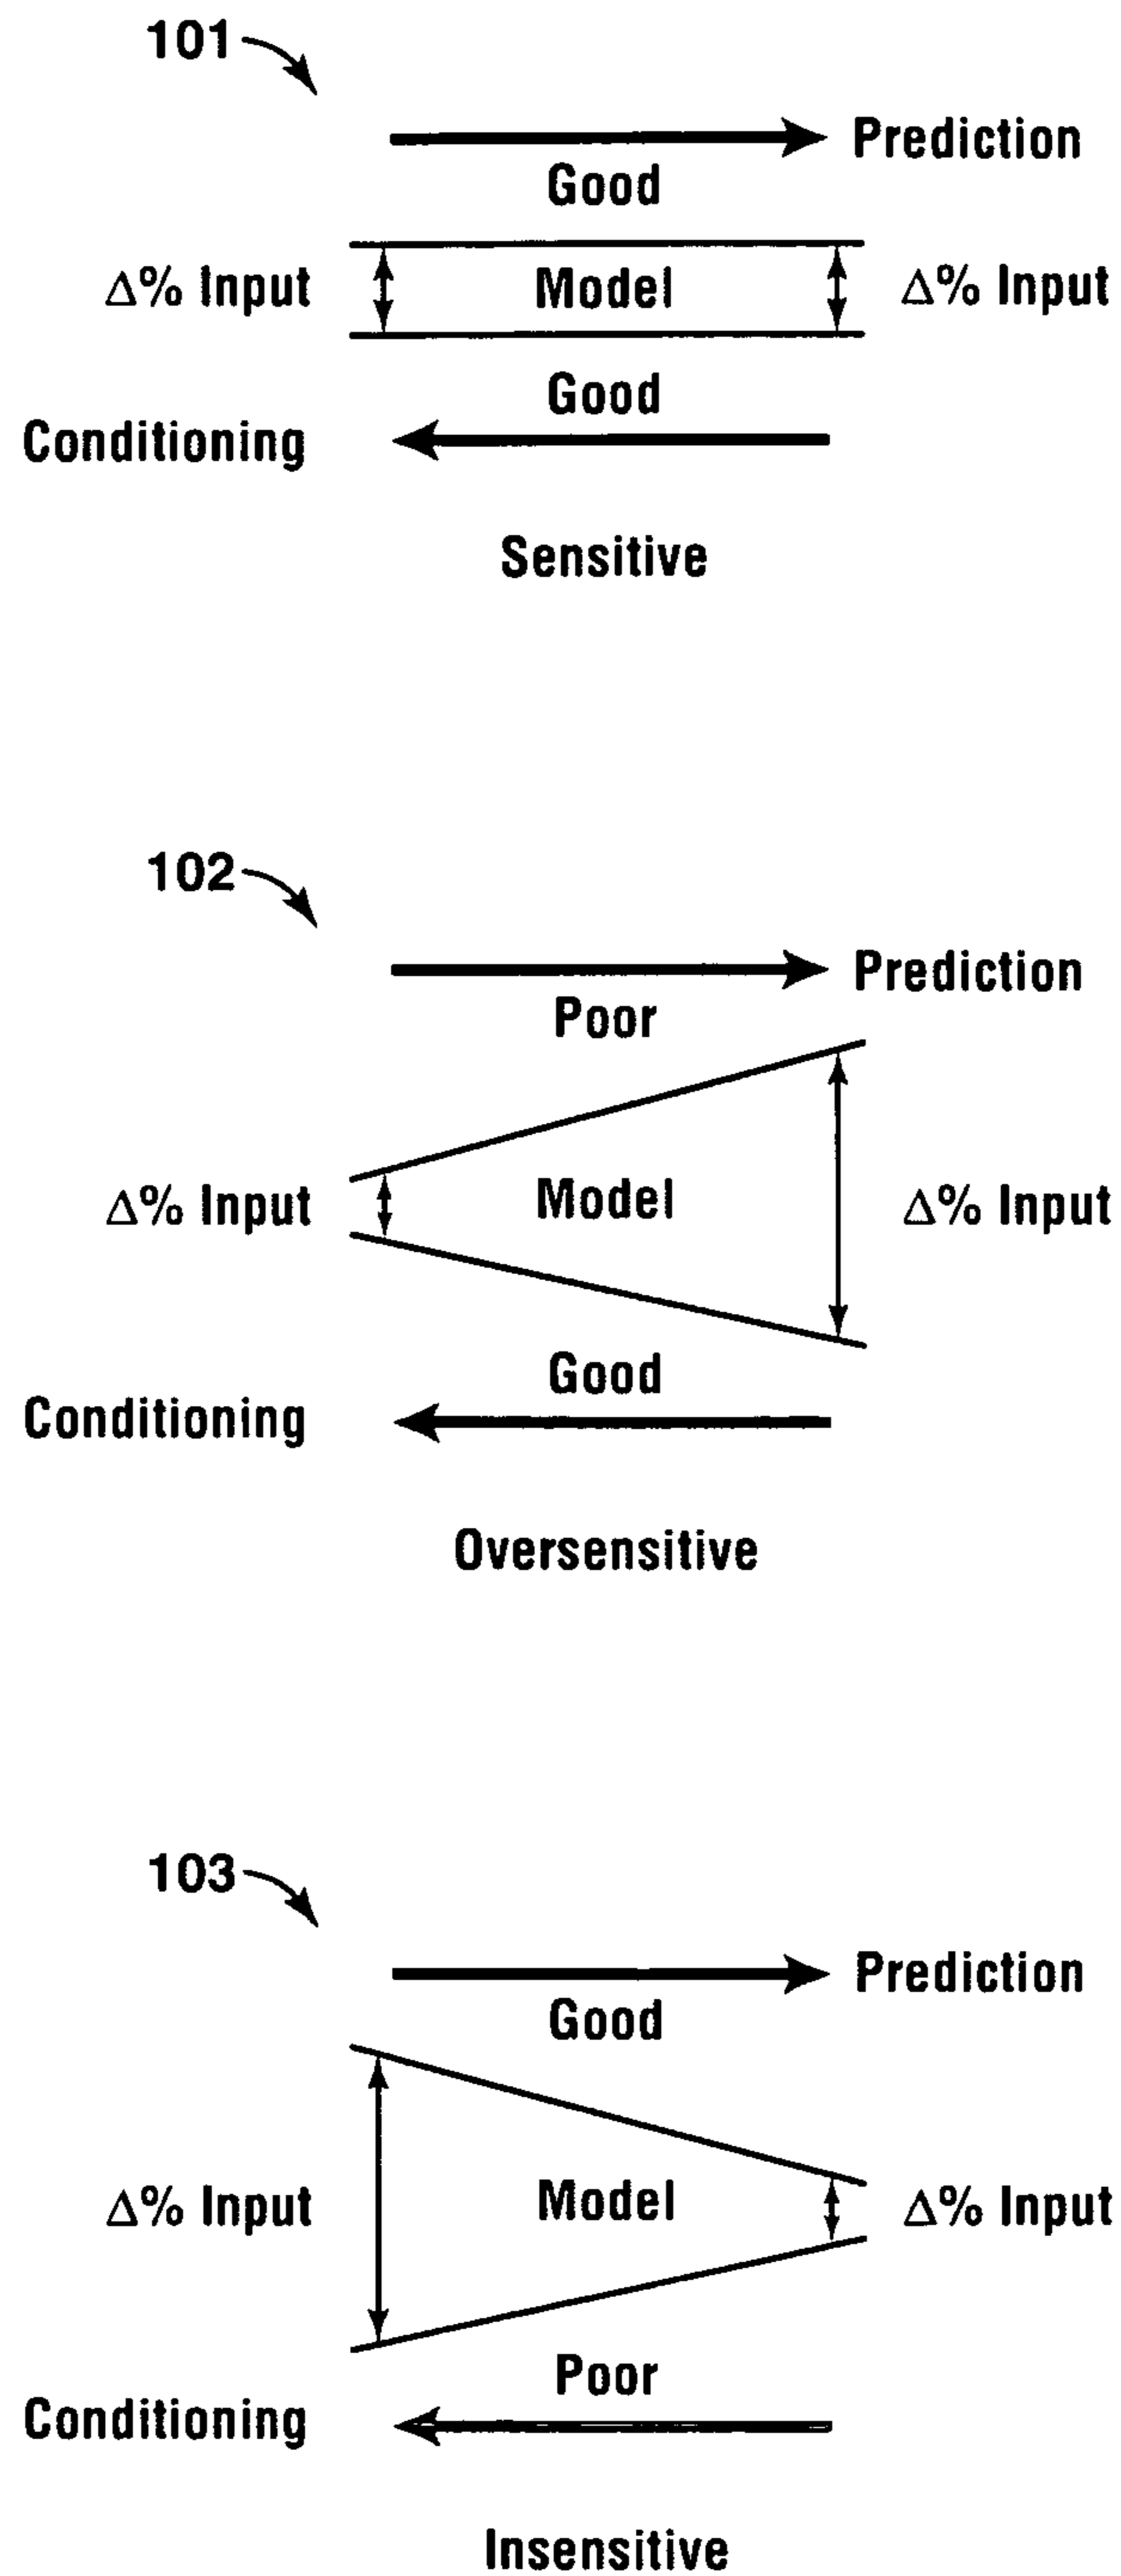 101
Prediction
Good
Δ% Input Model Δ% Input
Good
Conditioning
Sensitive
102
Prediction
Poor
Δ% Input Model Δ% Input
Good
Conditioning
Oversensitive
103
Prediction
Good
Δ% Input Model Δ% Input
Poor
Conditioning
Insensitive